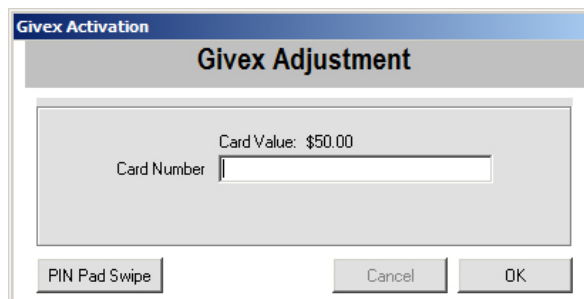 Givex Activation
Givex Adjustment
Card Value: $50.00
Card Number
PIN Pad Swipe
Cancel
OK